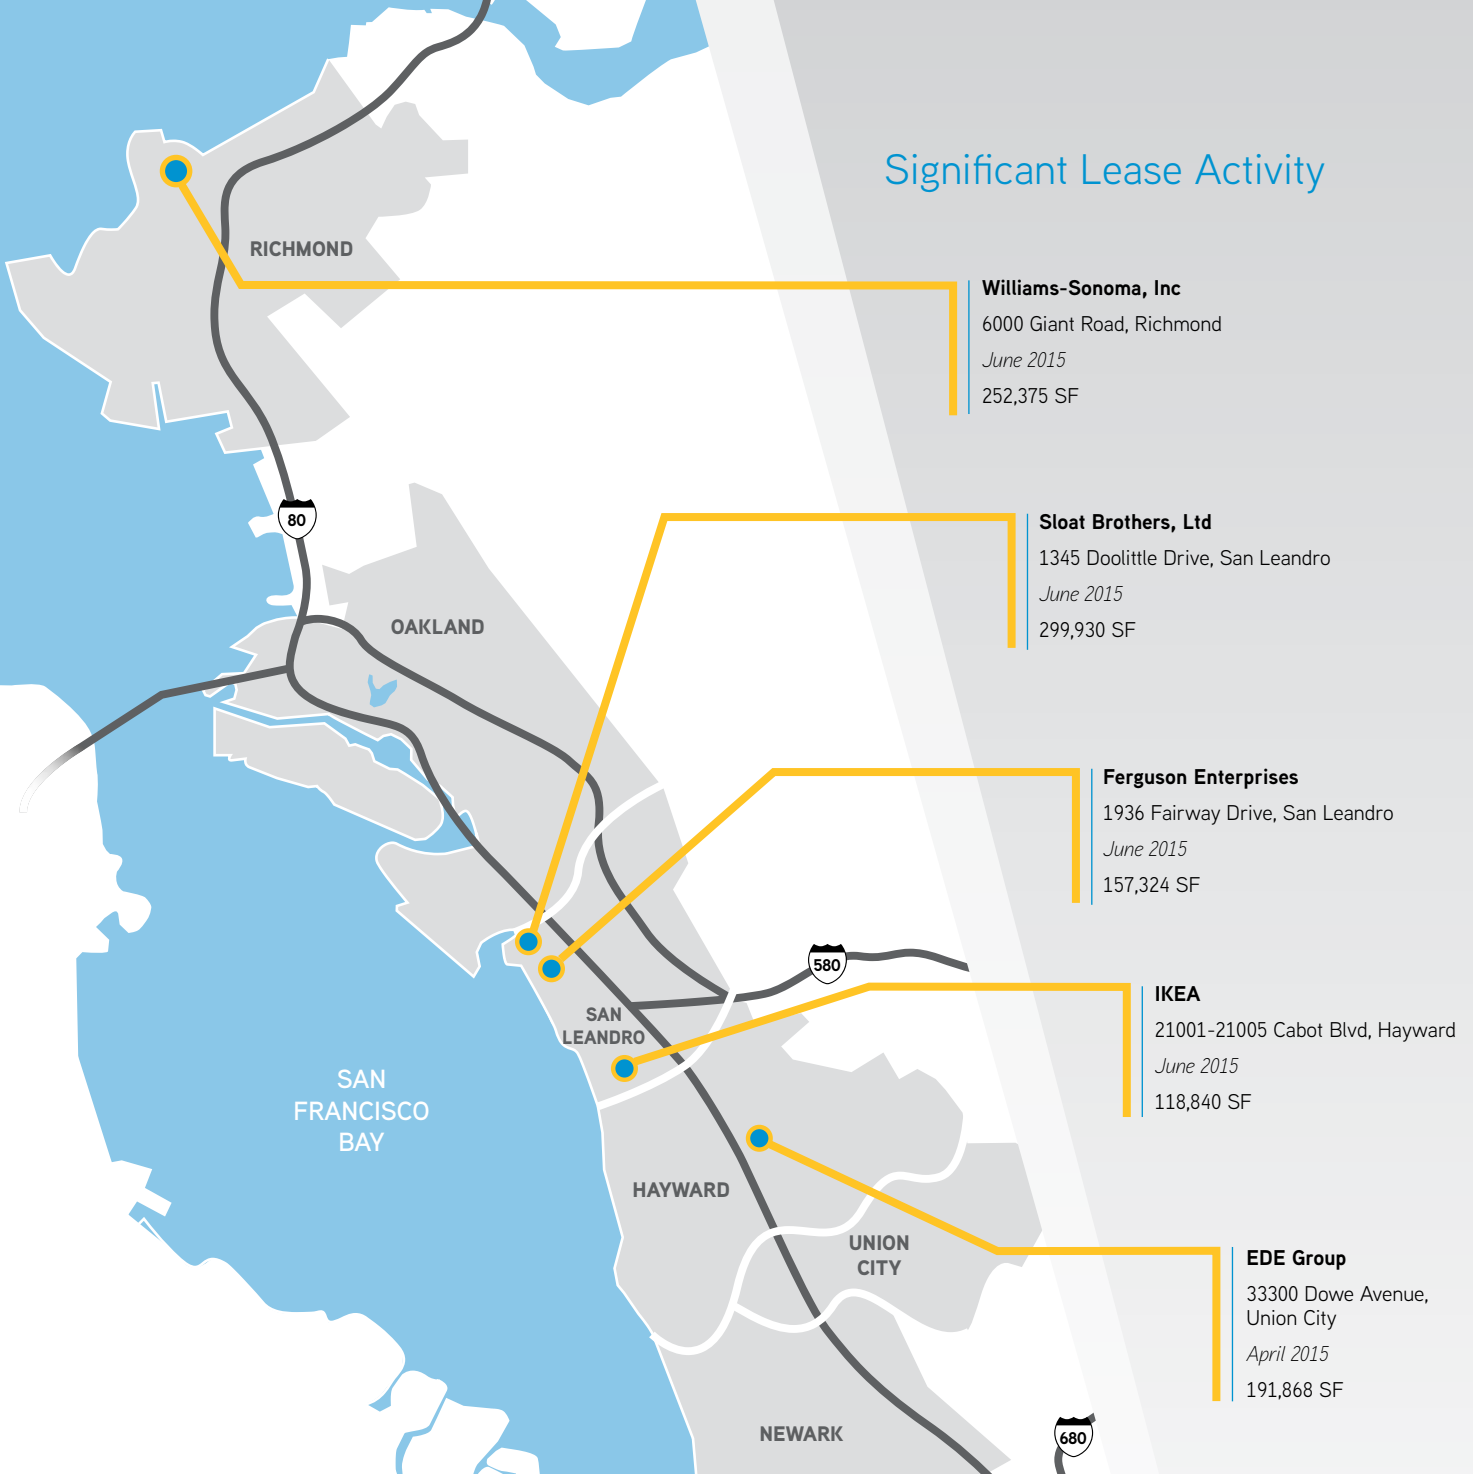 Significant Lease Activity
RICHMOND
Williams-Sonoma, Inc
6000 Giant Road, Richmond
June 2015
252,375 SF
80
Sloat Brothers, Ltd
1345 Doolittle Drive, San Leandro
June 2015
299,930 SF
OAKLAND
Ferguson Enterprises
1936 Fairway Drive, San Leandro
June 2015
157,324 SF
580
IKEA
21001-21005 Cabot Blvd, Hayward
June 2015
118,840 SF
SAN
LEANDRO
SAN
FRANCISCO
BAY
HAYWARD
UNION
CITY
EDE Group
33300 Dowe Avenue,
Union City
April 2015
191,868 SF
NEWARK
680